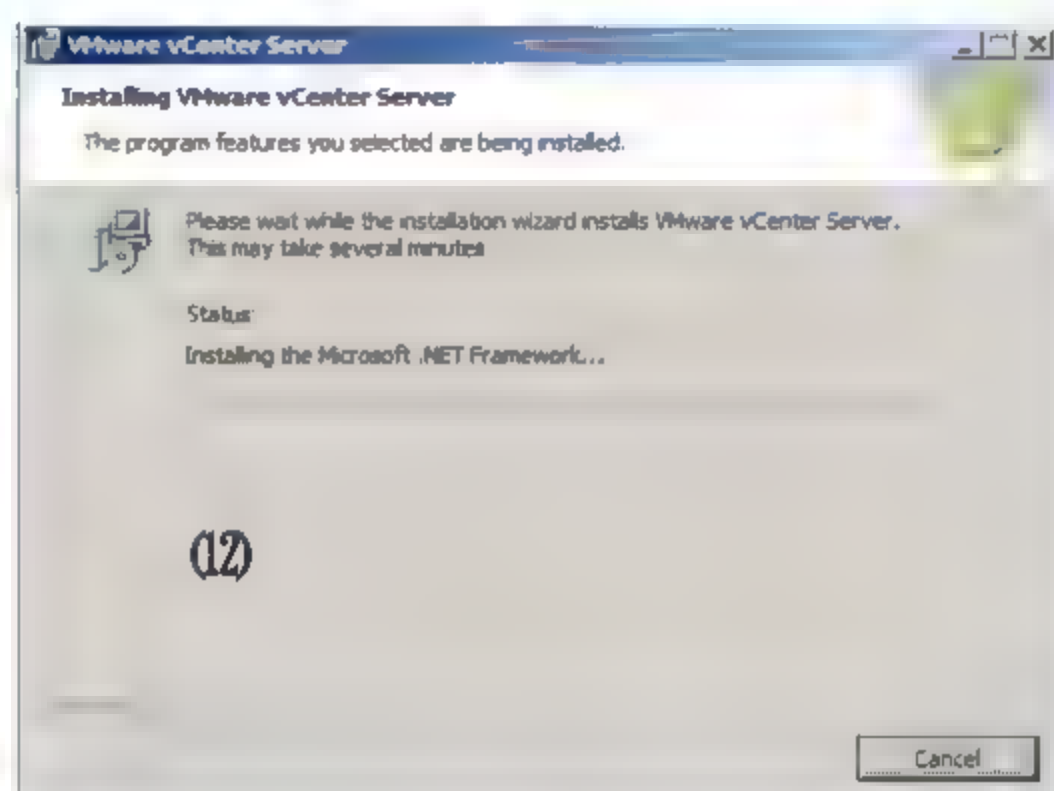 VMware vCenter Server
Installing VMware vCenter Server
The program features you selected are being installed.
Please wait while the installation wizard installs VMware vCenter Server.
This may take several minutes
Status:
Installing the Microsoft .NET Framework...
(12)
Cancel